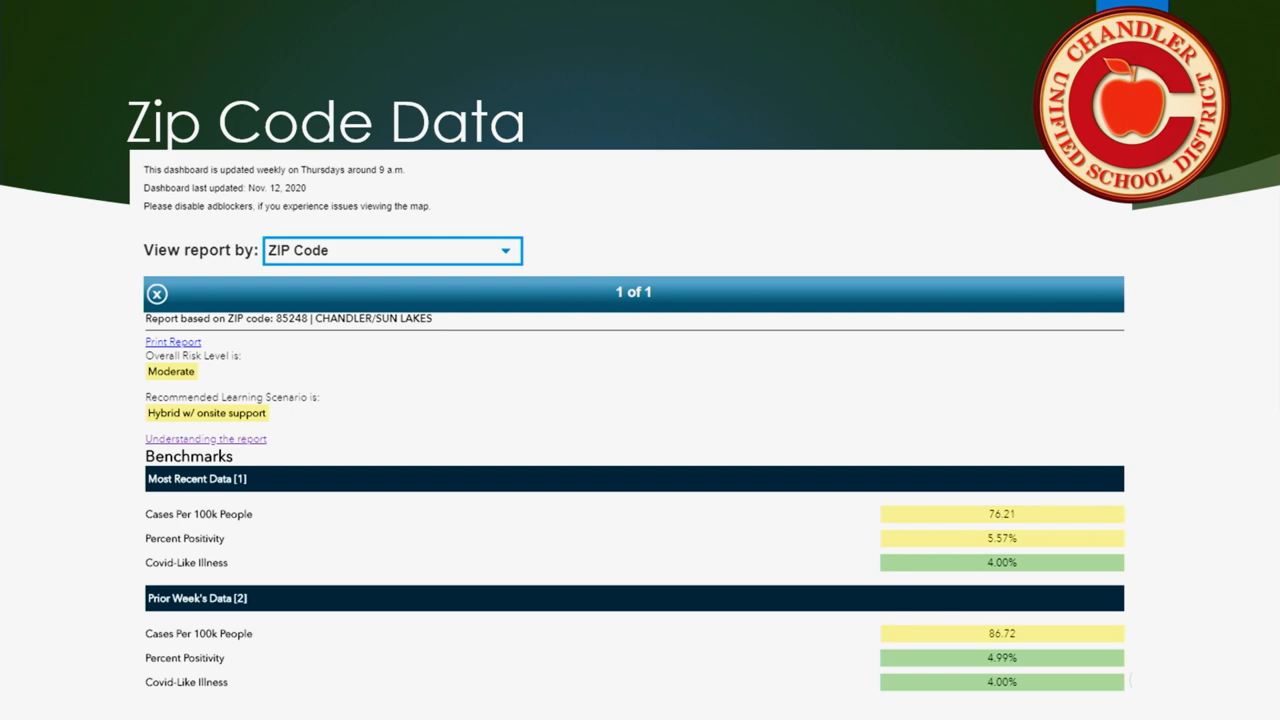 CHANDLER
UNIFIED SCHOOL DISTRICT
Zip Code Data
This dashboard is updated weekly on Thursdays around 9 a.m.
Dashboard last updated: Nov. 12, 2020
Please disable adblockers, if you experience issues viewing the map.
View report by: ZIP Code
1 of 1
Report based on ZIP code: 85248 | CHANDLER/SUN LAKES
Print Report
Overall Risk Level is:
Moderate
Recommended Learning Scenario is:
Hybrid w/ onsite support
Understanding the report
Benchmarks
Most Recent Data [1]
Cases Per 100k People 76.21
Percent Positivity 5.57%
Covid-Like Illness 4.00%
Prior Week's Data [2]
Cases Per 100k People 86.72
Percent Positivity 4.99%
Covid-Like Illness 4.00%